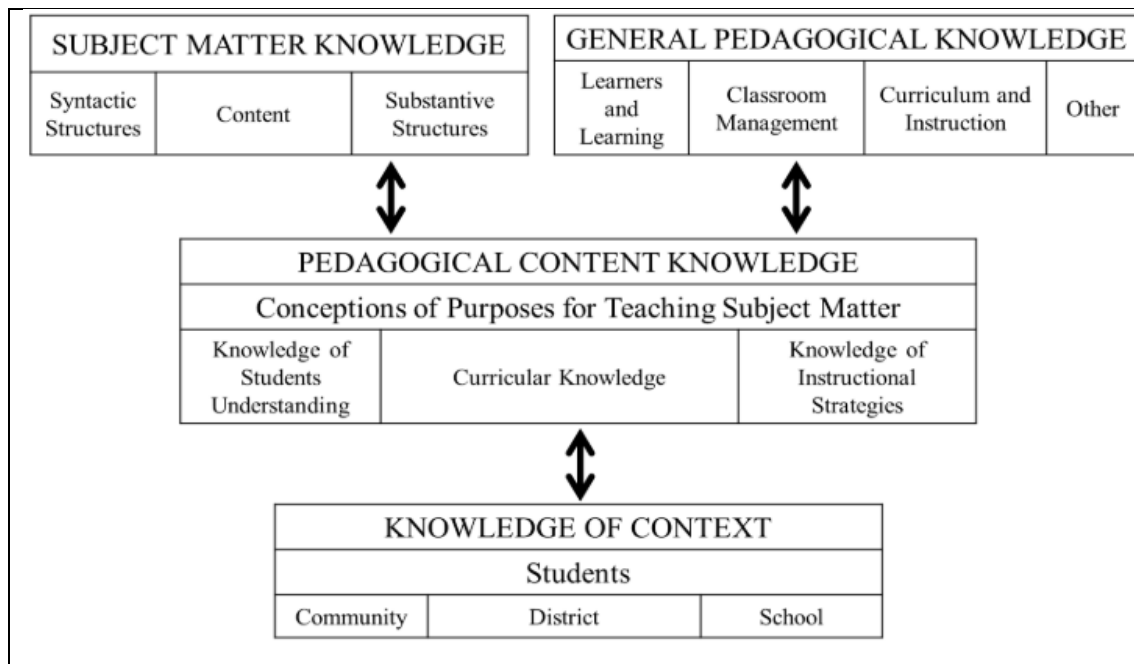 SUBJECT MATTER KNOWLEDGE
Syntactic
Structures
Content
Substantive
Structures
GENERAL PEDAGOGICAL KNOWLEDGE
Learners
and
Learning
Classroom
Management
Curriculum and
Instruction
Other
PEDAGOGICAL CONTENT KNOWLEDGE
Conceptions of Purposes for Teaching Subject Matter
Knowledge of
Students
Understanding
Curricular Knowledge
Knowledge of
Instructional
Strategies
KNOWLEDGE OF CONTEXT
Students
Community
District
School